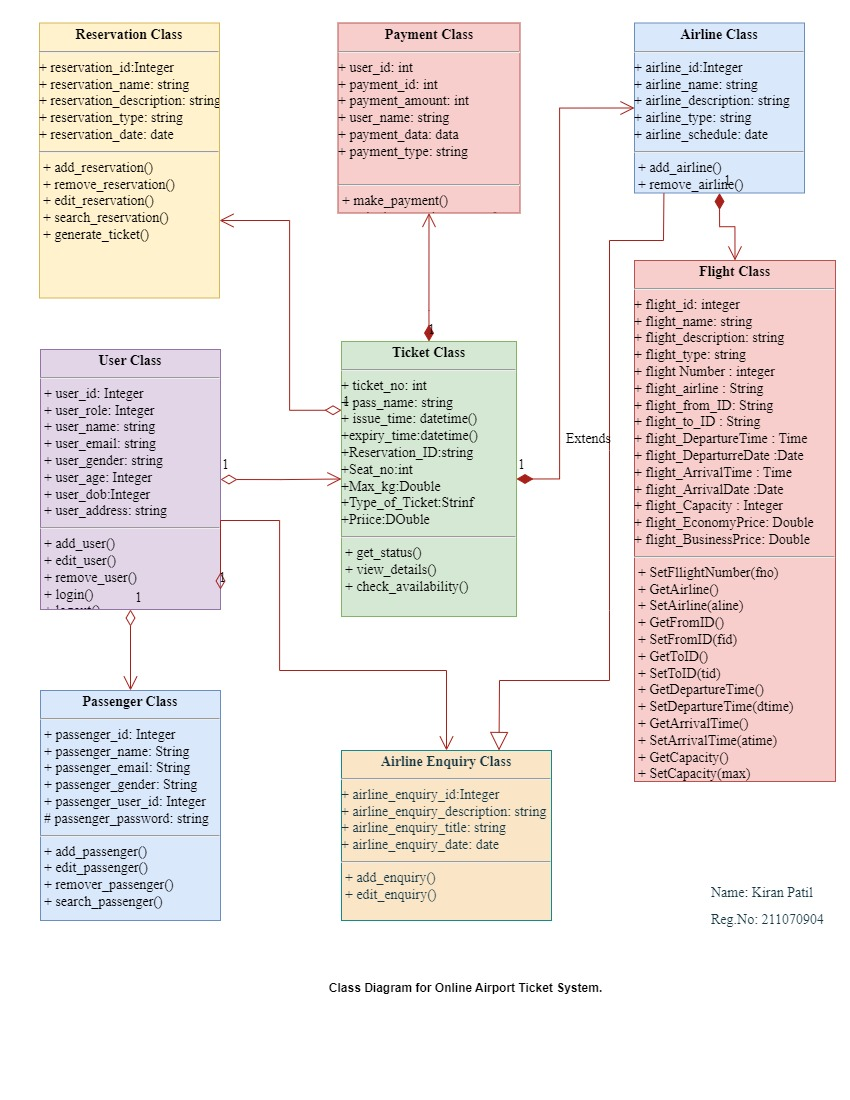 Reservation Class
+ reservation_id:Integer
+ reservation_name: string
+ reservation_description: string
+ reservation_type: string
+ reservation_date: date
+ add_reservation()
+ remove_reservation()
+ edit_reservation()
+ search_reservation()
+ generate_ticket()
Payment Class
+ user_id: int
+ payment_id: int
+ payment_amount: int
+ user_name: string
+ payment_data: data
+ payment_type: string
+ make_payment()
Airline Class
+ airline_id:Integer
+ airline_name: string
+ airline_description: string
+ airline_type: string
+ airline_schedule: date
+ add_airline()
+ remove_airline()
1
Flight Class
+ flight_id: integer
+ flight_name: string
+ flight_description: string
+ flight_type: string
+ flight Number : integer
+ flight_airline : String
+ flight_from_ID: String
+ flight_to_ID : String
+ flight_DepartureTime : Time
+ flight_DepartureDate :Date
+ flight_ArrivalTime : Time
+ flight_ArrivalDate :Date
+ flight_Capacity : Integer
+ flight_EconomyPrice: Double
+ flight_BusinessPrice: Double
+ SetFllightNumber(fno)
+ GetAirline()
+ SetAirline(aline)
+ GetFromID()
+ SetFromID(fid)
+ GetToID()
+ SetToID(tid)
+ GetDepartureTime()
+ SetDepartureTime(dtime)
+ GetArrivalTime()
+ SetArrivalTime(atime)
+ GetCapacity()
+ SetCapacity(max)
User Class
+ user_id: Integer
+ user_role: Integer
+ user_name: string
+ user_email: string
+ user_gender: string
+ user_age: Integer
+ user_dob:Integer
+ user_address: string
+ add_user()
+ edit_user()
+ remove_user()
+ login()
+ logout()
1
1
1
Ticket Class
+ ticket_no: int
+ pass_name: string
+ issue_time: datetime()
+expiry_time:datetime()
+Reservation_ID:string
+Seat_no:int
+Max_kg:Double
+Type_of_Ticket:Strinf
+Priice:DOuble
+ get_status()
+ view_details()
+ check_availability()
1
1
1
Extends
Passenger Class
+ passenger_id: Integer
+ passenger_name: String
+ passenger_email: String
+ passenger_gender: String
+ passenger_user_id: Integer
# passenger_password: string
+ add_passenger()
+ edit_passenger()
+ remover_passenger()
+ search_passenger()
Airline Enquiry Class
+ airline_enquiry_id:Integer
+ airline_enquiry_description: string
+ airline_enquiry_title: string
+ airline_enquiry_date: date
+ add_enquiry()
+ edit_enquiry()
Name: Kiran Patil
Reg.No: 211070904
Class Diagram for Online Airport Ticket System.